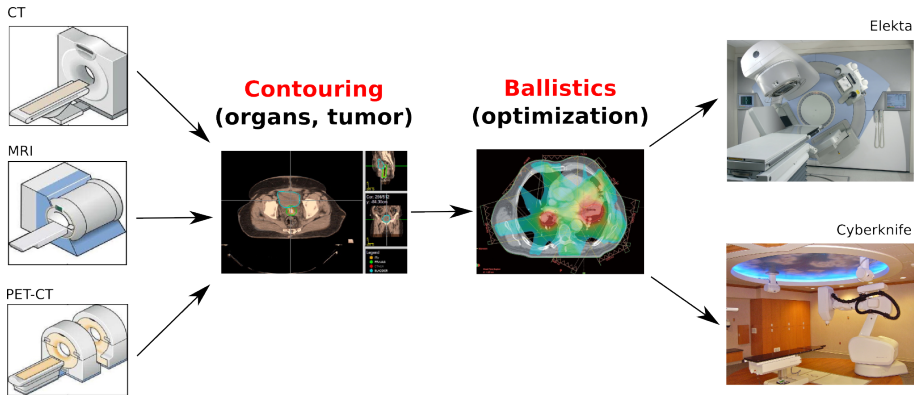 CT
Elekta
Contouring
(organs, tumor)
Ballistics
(optimization)
MRI
Cyberknife
PET-CT